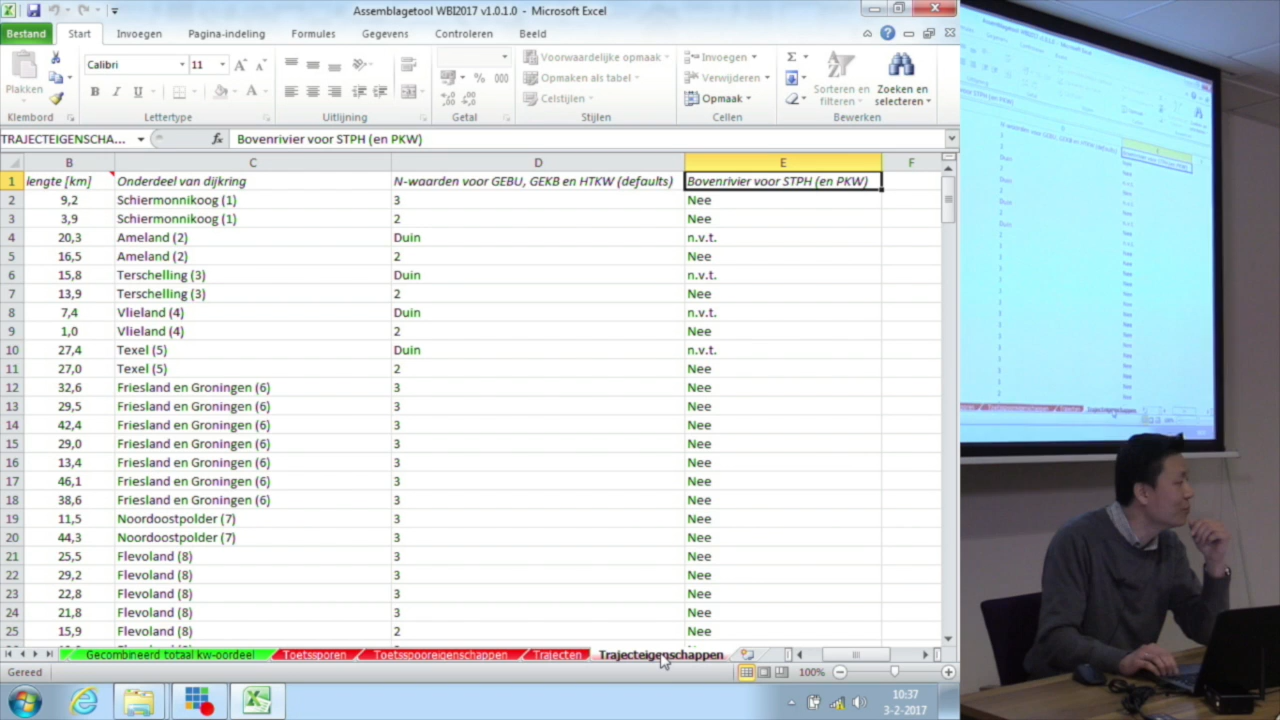 Assemblagetool WBI2017 v1.0.1.0 - Microsoft Excel
Bestand Start Invoegen Pagina-indeling Formules Gegevens Controleren Beeld
Plakken
Klembord
Calibri 11
B I U
Lettertype
Uitlijning
% 000
Getal
Voorwaardelijke opmaak
Opmaken als tabel
Celstijlen
Stijlen
Invoegen
Verwijderen
Opmaak
Cellen
Sorteren en filteren
Zoeken en selecteren
Bewerken
TRAJECTEIGENSCHA... fx Bovenrivier voor STPH (en PKW)
B C D E F
1 lengte [km] Onderdeel van dijkring N-waarden voor GEBU, GEKB en HTKW (defaults) Bovenrivier voor STPH (en PKW)
2 9,2 Schiermonnikoog (1) 3 Nee
3 3,9 Schiermonnikoog (1) 2 Nee
4 20,3 Ameland (2) Duin n.v.t.
5 16,5 Ameland (2) 2 Nee
6 15,8 Terschelling (3) Duin n.v.t.
7 13,9 Terschelling (3) 2 Nee
8 7,4 Vlieland (4) Duin n.v.t.
9 1,0 Vlieland (4) 2 Nee
10 27,4 Texel (5) Duin n.v.t.
11 27,0 Texel (5) 2 Nee
12 32,6 Friesland en Groningen (6) 3 Nee
13 29,5 Friesland en Groningen (6) 3 Nee
14 42,4 Friesland en Groningen (6) 3 Nee
15 29,0 Friesland en Groningen (6) 3 Nee
16 13,4 Friesland en Groningen (6) 3 Nee
17 46,1 Friesland en Groningen (6) 3 Nee
18 38,6 Friesland en Groningen (6) 3 Nee
19 11,5 Noordoostpolder (7) 3 Nee
20 44,3 Noordoostpolder (7) 3 Nee
21 25,5 Flevoland (8) 3 Nee
22 29,2 Flevoland (8) 3 Nee
23 22,8 Flevoland (8) 3 Nee
24 21,8 Flevoland (8) 3 Nee
25 15,9 Flevoland (8) 2 Nee
Gecombineerd totaal kw-oordeel Toetssporen Toetsspooreigenschappen Trajecten Trajecteigenschappen
Gereed 100%
10:37
3-2-2017